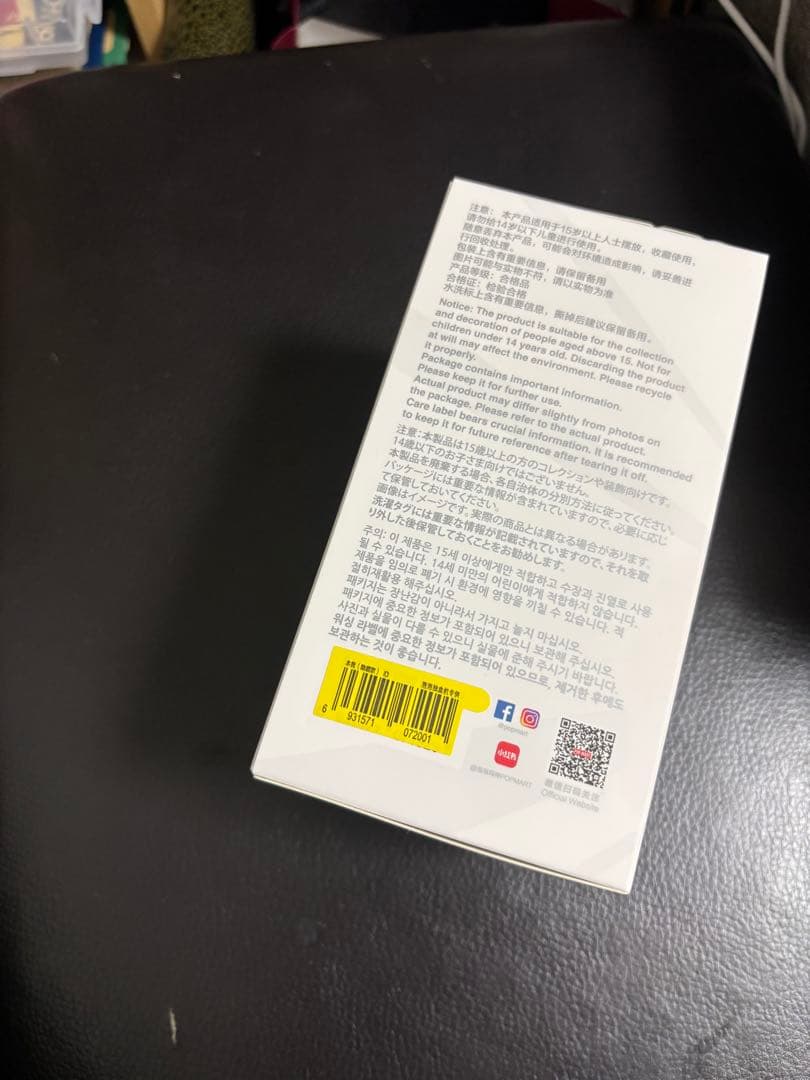 注意： 本产品适用于15岁以上人士摆放，收藏使用，
请勿给14岁以下儿童进行使用。
随意丢弃本产品，可能会对环境造成影响，请妥善进
行回收处理。
包装上含有重要信息，请保留备用
图片可能与实物不符，请以实物为准
产品等级：合格品
合格证：检验合格
水洗标上含有重要信息，撕掉后建议保留备用。
Notice: The product is suitable for the collection
and decoration of people aged above 15. Not for
children under 14 years old. Discarding the product
at will may affect the environment. Please recycle
it properly.
Package contains important information.
Please keep it for further use.
Actual product may differ slightly from photos on
the package. Please refer to the actual product.
Care label bears crucial information. It is recommended
to keep it for future reference after tearing it off.
注意:本製品は15歳以上の方のコレクションや装飾向けです。
14歳以下のお子さま向けではございません。
本製品を廃棄する場合、各自治体の分別方法に従ってください。
パッケージには重要な情報が含まれていますので、必要に応じ
て保管しておいてください。
画像はイメージです。実際の商品とは異なる場合があります。
洗濯タグには重要な情報が記載されていますので、それを取
り外した後保管しておくことをお勧めします。
주의: 이 제품은 15세 이상에게만 적합하고 수장과 진열로 사용
될 수 있습니다. 14세 미만의 어린이에게 적합하지 않습니다.
제품을 임의로 폐기 시 환경에 영향을 끼칠 수 있습니다. 적
절히재활용 해주십시오.
패키지는 장난감이 아니라서 가지고 놀지 마십시오.
패키지에 중요한 정보가 포함되어 있으니 보관해 주십시오.
사진과 실물이 다를 수 있으니 실물에 준해 주시기 바랍니다.
워싱 라벨에 중요한 정보가 포함되어 있으므로, 제거한 후에도
보관하는 것이 좋습니다.
6 931571 072001
@popmart
小红书
@泡泡玛特POPMART
微信扫码关注
Official Website